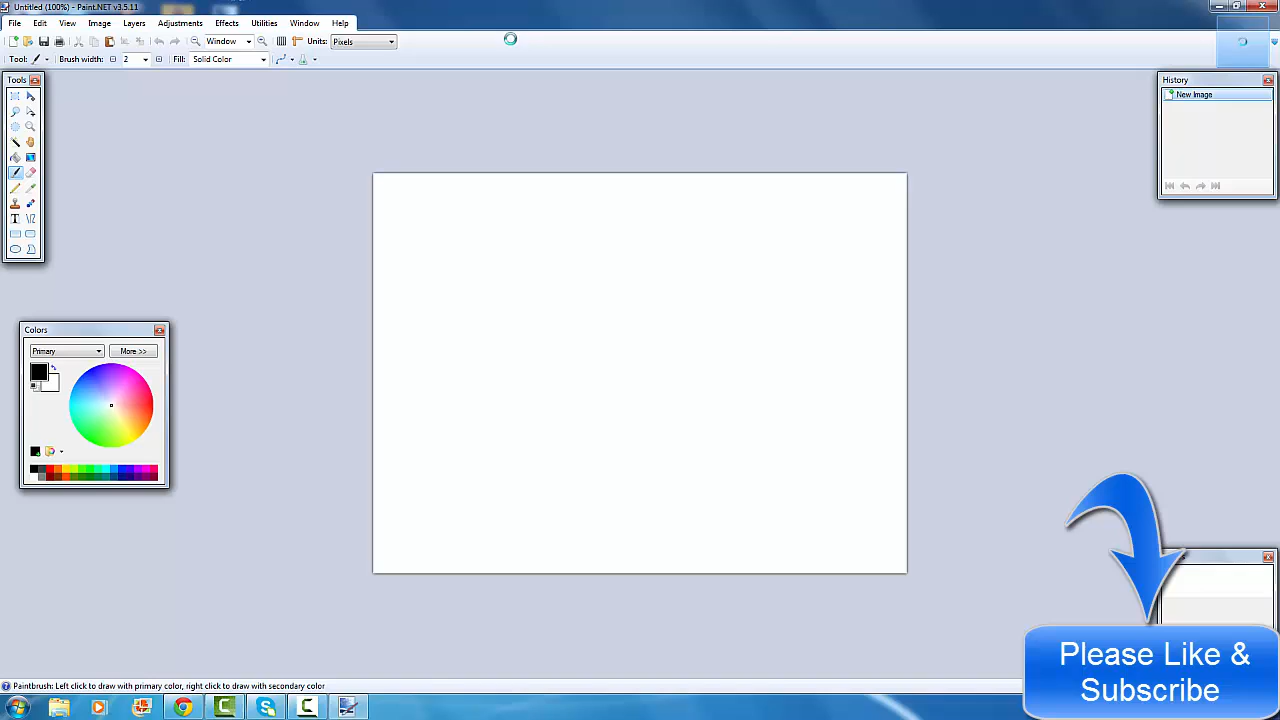 Untitled (100%) - Paint.NET v3.5.11
File Edit View Image Layers Adjustments Effects Utilities Window Help
Window Units: Pixels
Tool: Brush width: 2 Fill: Solid Color
Tools
History
New Image
Colors
Primary More >>
Please Like &
Subscribe
Paintbrush: Left click to draw with primary color, right click to draw with secondary color